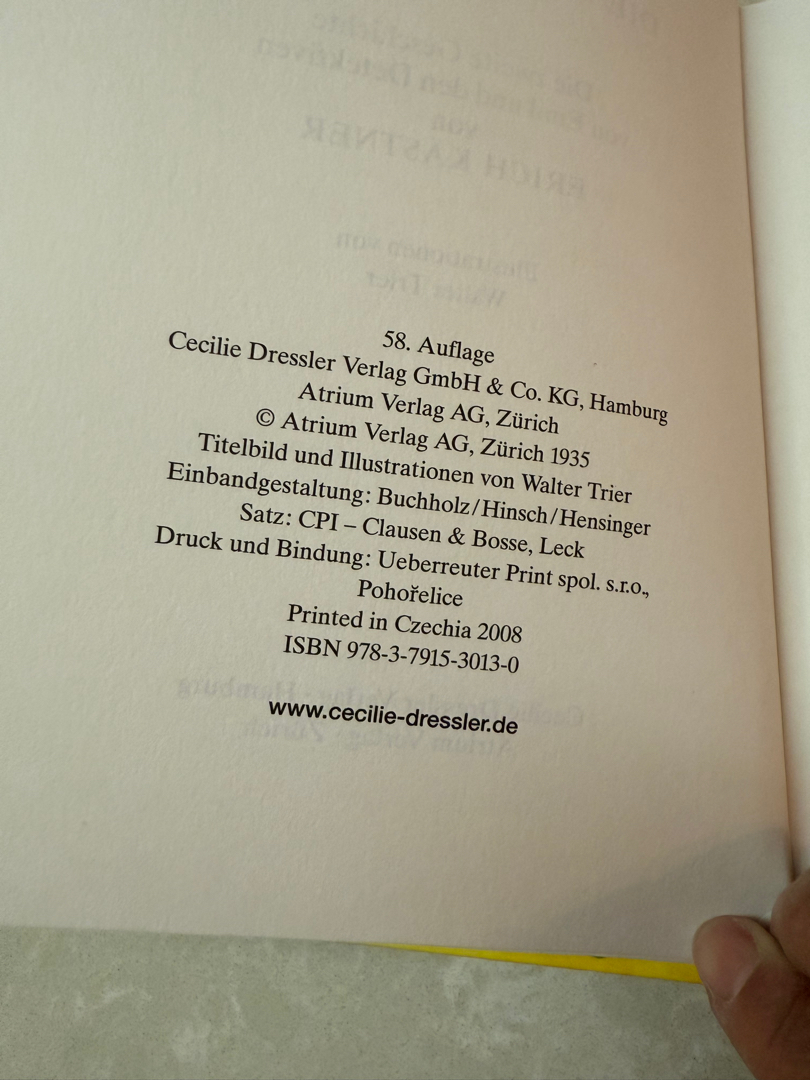 58. Auflage
Cecilie Dressler Verlag GmbH & Co. KG, Hamburg
Atrium Verlag AG, Zürich
© Atrium Verlag AG, Zürich 1935
Titelbild und Illustrationen von Walter Trier
Einbandgestaltung: Buchholz/Hinsch/Hensinger
Satz: CPI – Clausen & Bosse, Leck
Druck und Bindung: Ueberreuter Print spol. s.r.o.,
Pohořelice
Printed in Czechia 2008
ISBN 978-3-7915-3013-0
www.cecilie-dressler.de